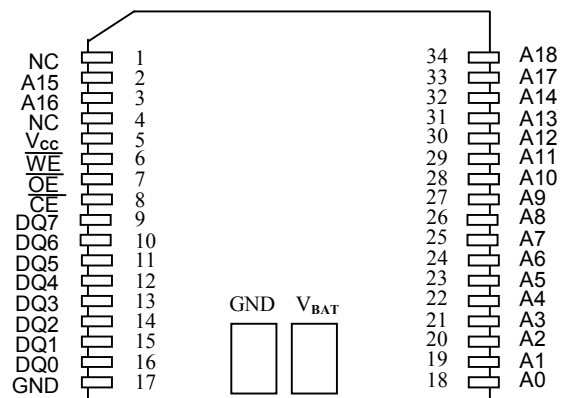 NC 1 34 A18
A15 2 33 A17
A16 3 32 A14
NC 4 31 A13
Vcc 5 30 A12
WE 6 29 A11
OE 7 28 A10
CE 8 27 A9
DQ7 9 26 A8
DQ6 10 25 A7
DQ5 11 24 A6
DQ4 12 23 A5
DQ3 13 22 A4
DQ2 14 21 A3
DQ1 15 20 A2
DQ0 16 19 A1
GND 17 18 A0
GND VBAT